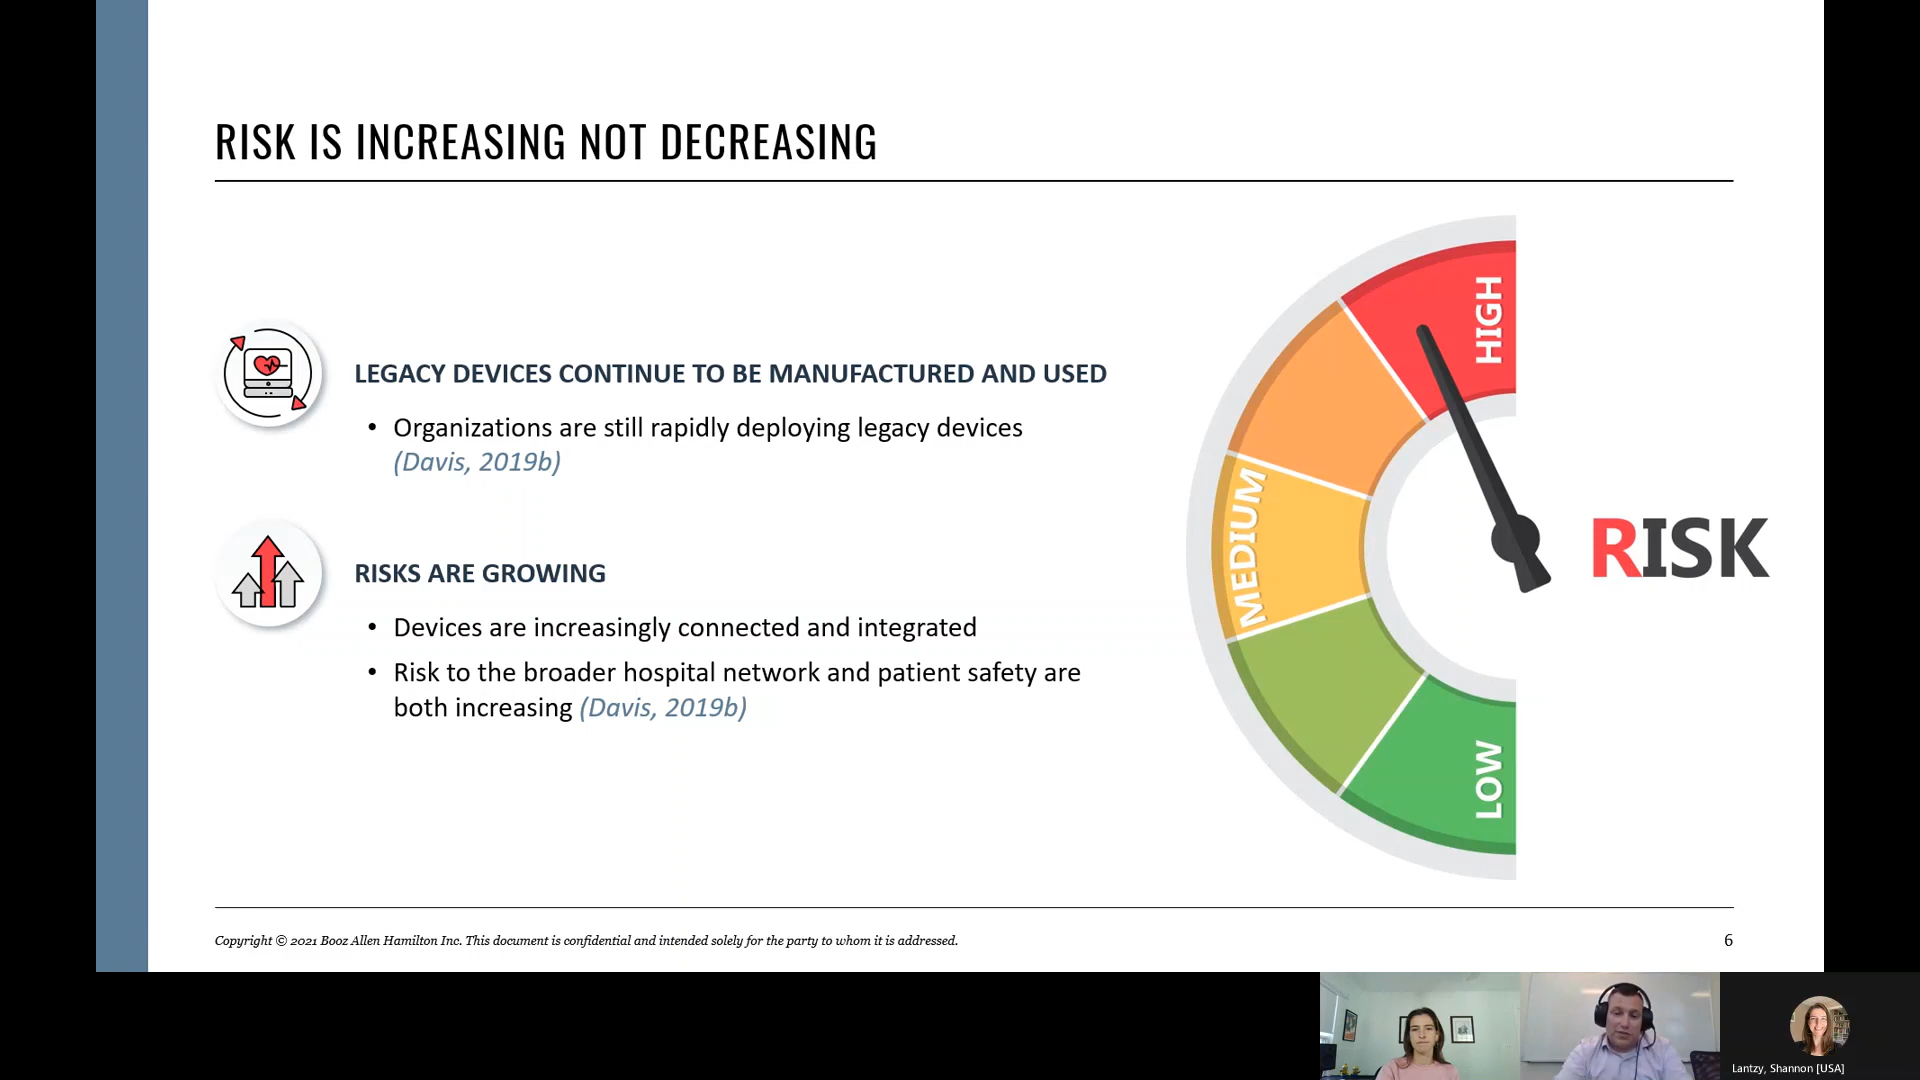 RISK IS INCREASING NOT DECREASING
LEGACY DEVICES CONTINUE TO BE MANUFACTURED AND USED
• Organizations are still rapidly deploying legacy devices
(Davis, 2019b)
RISKS ARE GROWING
• Devices are increasingly connected and integrated
• Risk to the broader hospital network and patient safety are
both increasing (Davis, 2019b)
HIGH
MEDIUM
LOW
RISK
Copyright © 2021 Booz Allen Hamilton Inc. This document is confidential and intended solely for the party to whom it is addressed.
6
Lantzy, Shannon [USA]